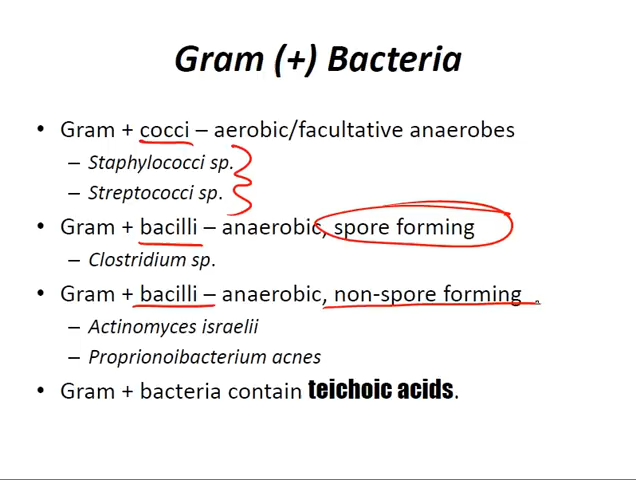 Gram (+) Bacteria
• Gram + cocci – aerobic/facultative anaerobes
– Staphylococci sp.
– Streptococci sp.
• Gram + bacilli – anaerobic, spore forming
– Clostridium sp.
• Gram + bacilli – anaerobic, non-spore forming
– Actinomyces israelii
– Proprionoibacterium acnes
• Gram + bacteria contain teichoic acids.